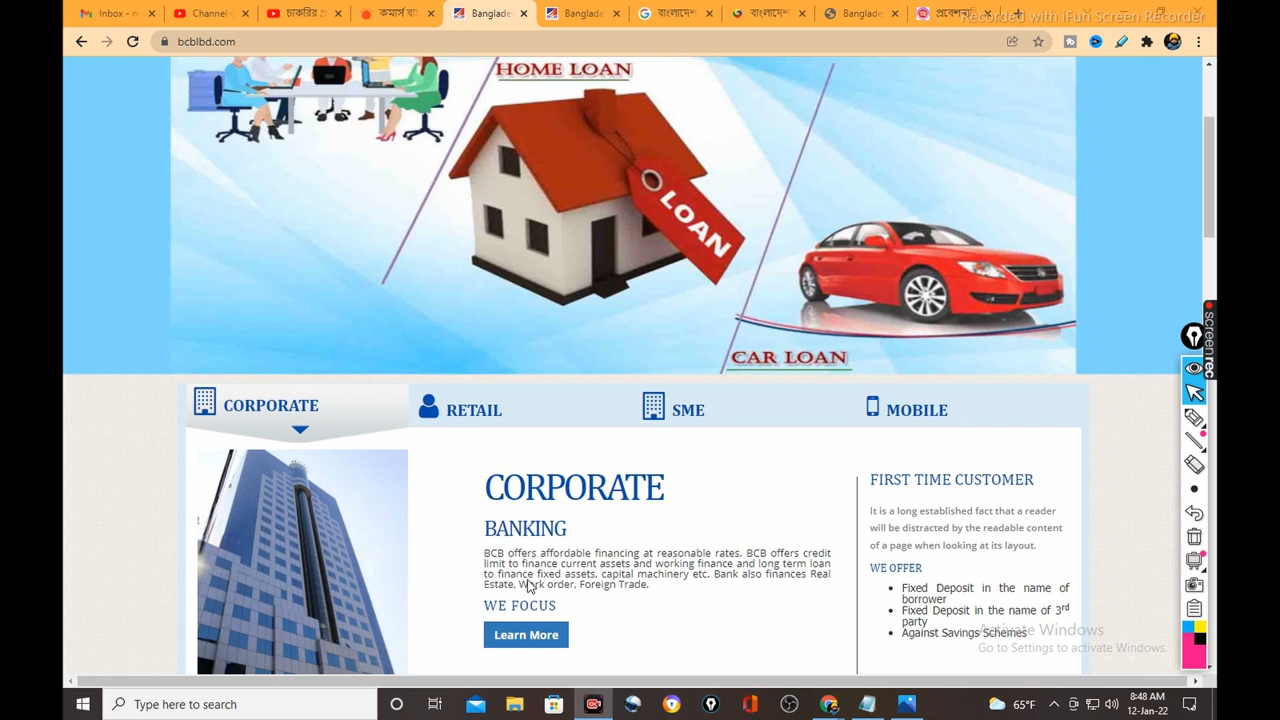 Inbox - m
Channel c
চাকরির প্র
কমার্স ব্যা
Banglade
Banglade
বাংলাদেশ
বাংলাদেশ
Banglade
প্রবেশপত্র
Recorded with iFun Screen Recorder
bcblbd.com
HOME LOAN
LOAN
CAR LOAN
CORPORATE
RETAIL
SME
MOBILE
CORPORATE
BANKING
BCB offers affordable financing at reasonable rates. BCB offers credit
limit to finance current assets and working finance and long term loan
to finance fixed assets, capital machinery etc. Bank also finances Real
Estate, Work order, Foreign Trade.
WE FOCUS
Learn More
FIRST TIME CUSTOMER
It is a long established fact that a reader
will be distracted by the readable content
of a page when looking at its layout.
WE OFFER
Fixed Deposit in the name of
borrower
Fixed Deposit in the name of 3rd
party
Against Savings Schemes
Activate Windows
Go to Settings to activate Windows.
screenrec
Type here to search
65°F
8:48 AM
12-Jan-22